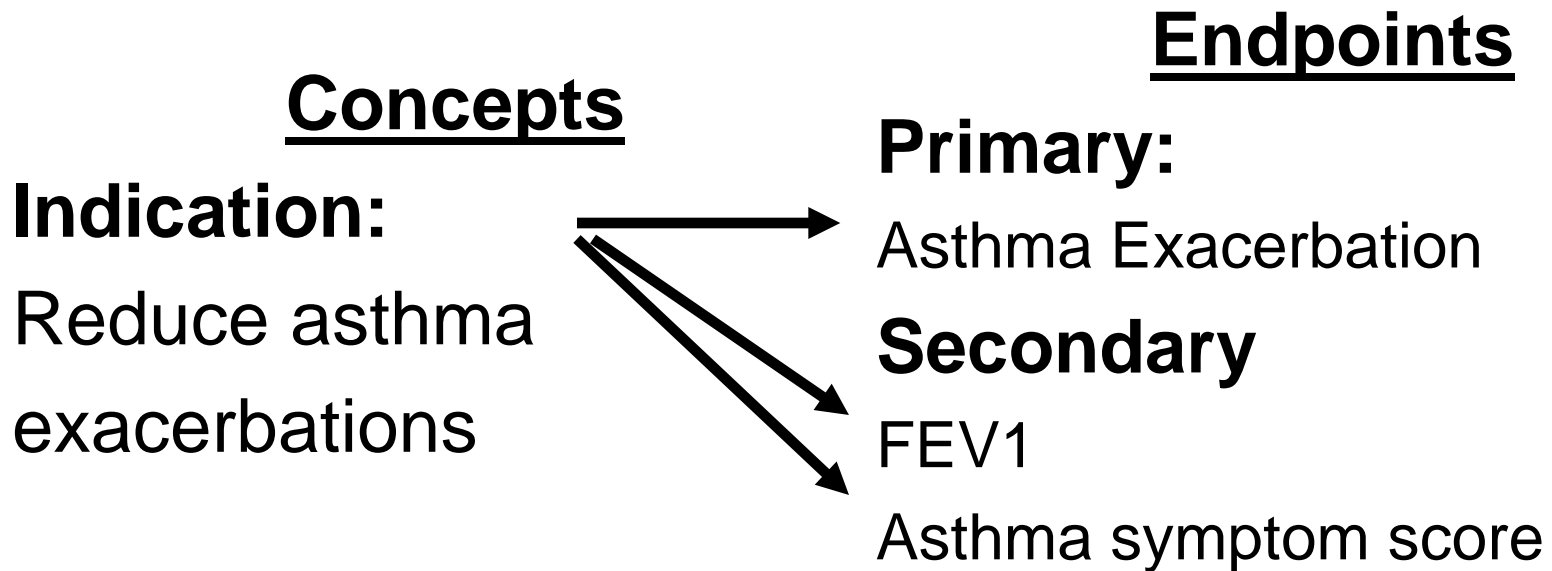 Concepts
Indication:
Reduce asthma
exacerbations
Endpoints
Primary:
Asthma Exacerbation
Secondary
FEV1
Asthma symptom score